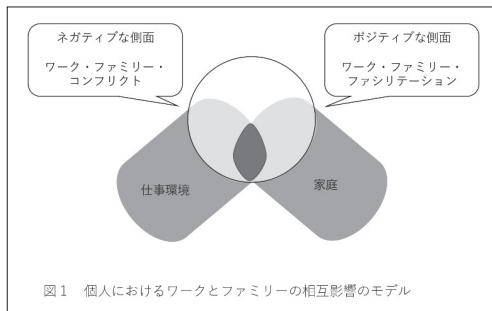 ネガティブな側面
ワーク・ファミリー・
コンフリクト
ポジティブな側面
ワーク・ファミリー・
ファシリテーション
仕事環境
家庭
図1 個人におけるワークとファミリーの相互影響のモデル